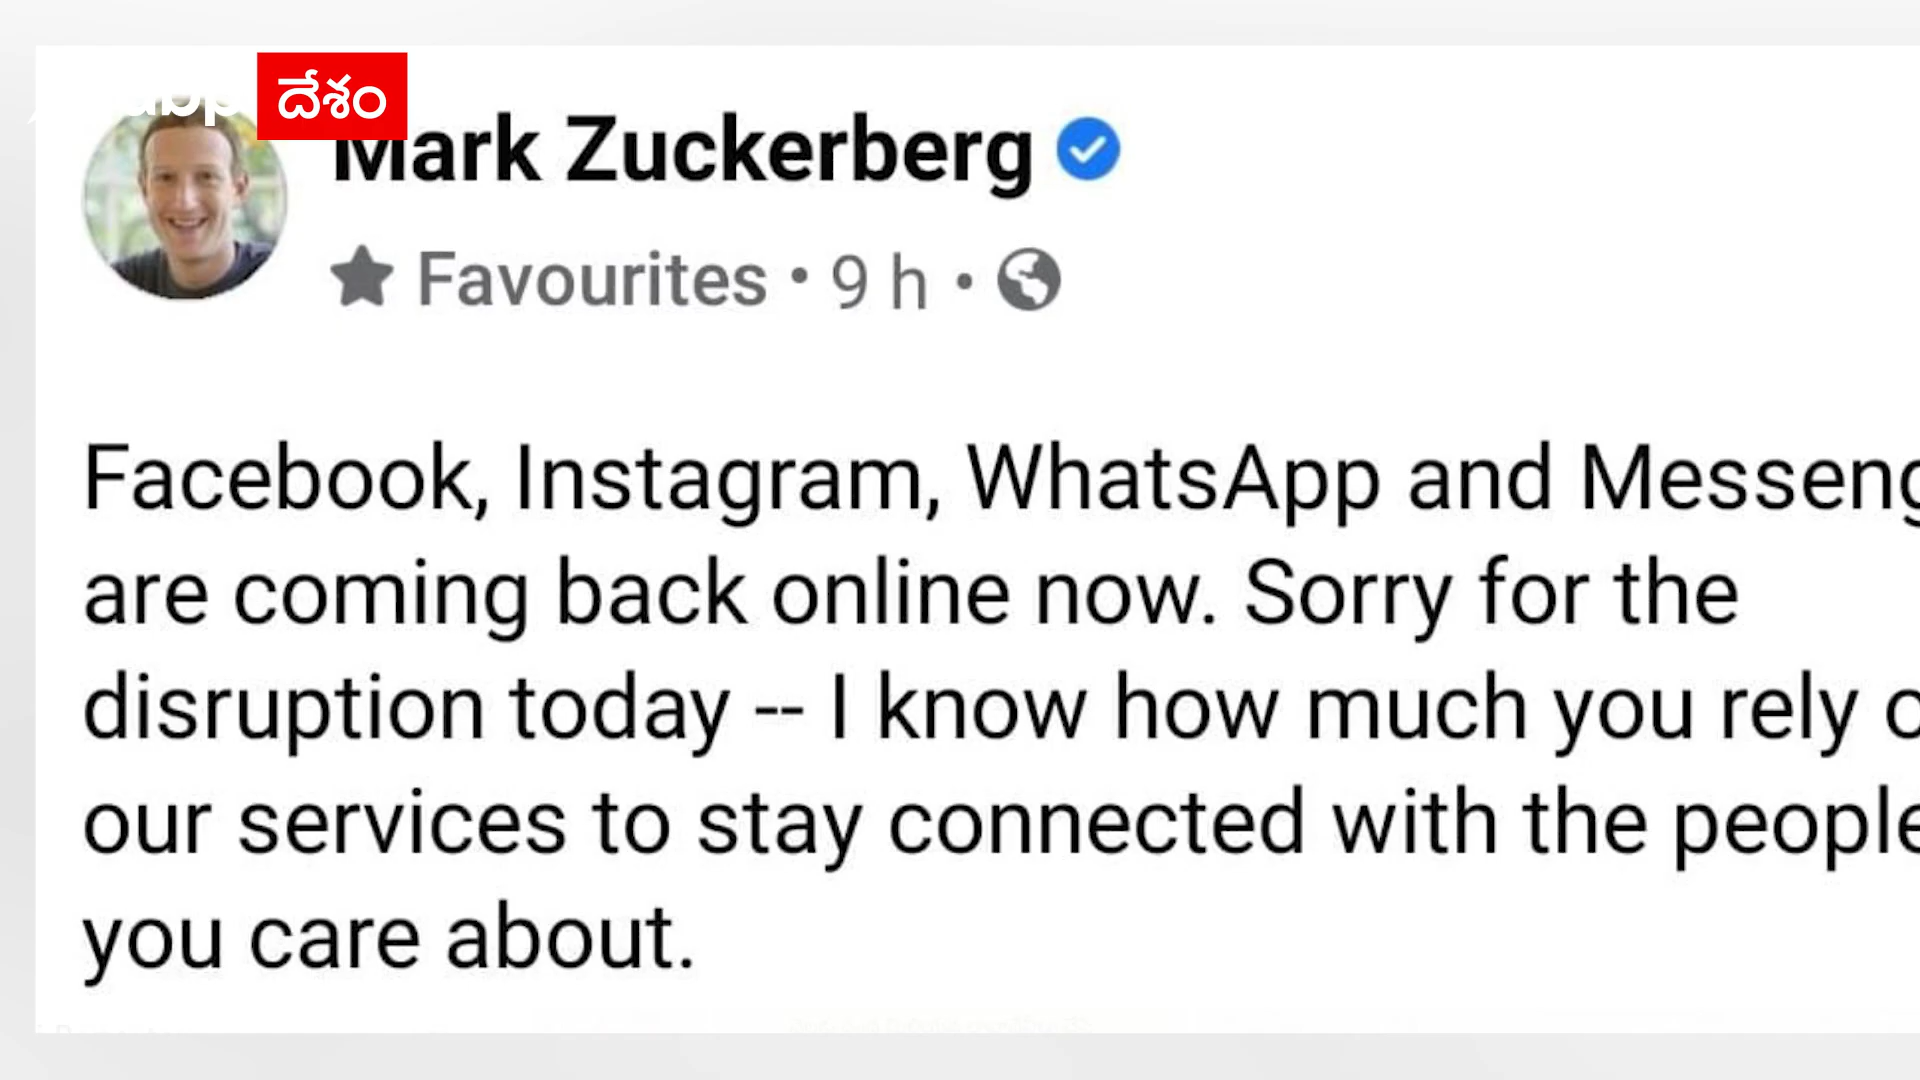 abp దేశం
Mark Zuckerberg
Favourites • 9 h •
Facebook, Instagram, WhatsApp and Messeng
are coming back online now. Sorry for the
disruption today -- I know how much you rely o
our services to stay connected with the people
you care about.